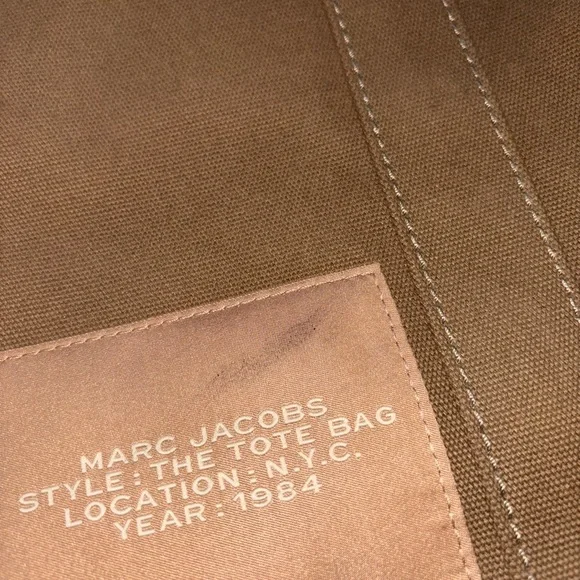 MARC JACOBS
STYLE : THE TOTE BAG
LOCATION : N.Y.C.
YEAR : 1984